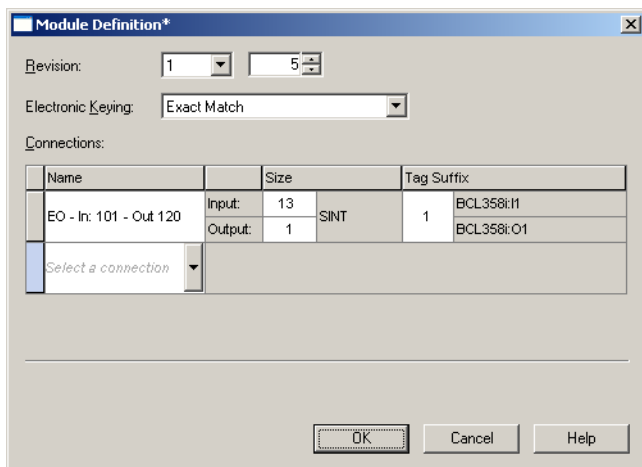 Module Definition*
Revision: 1 5
Electronic Keying: Exact Match
Connections:
Name Size Tag Suffix
EO - In: 101 - Out 120 Input: 13 SINT 1 BCL358i:I1
Output: 1 BCL358i:O1
Select a connection
OK Cancel Help